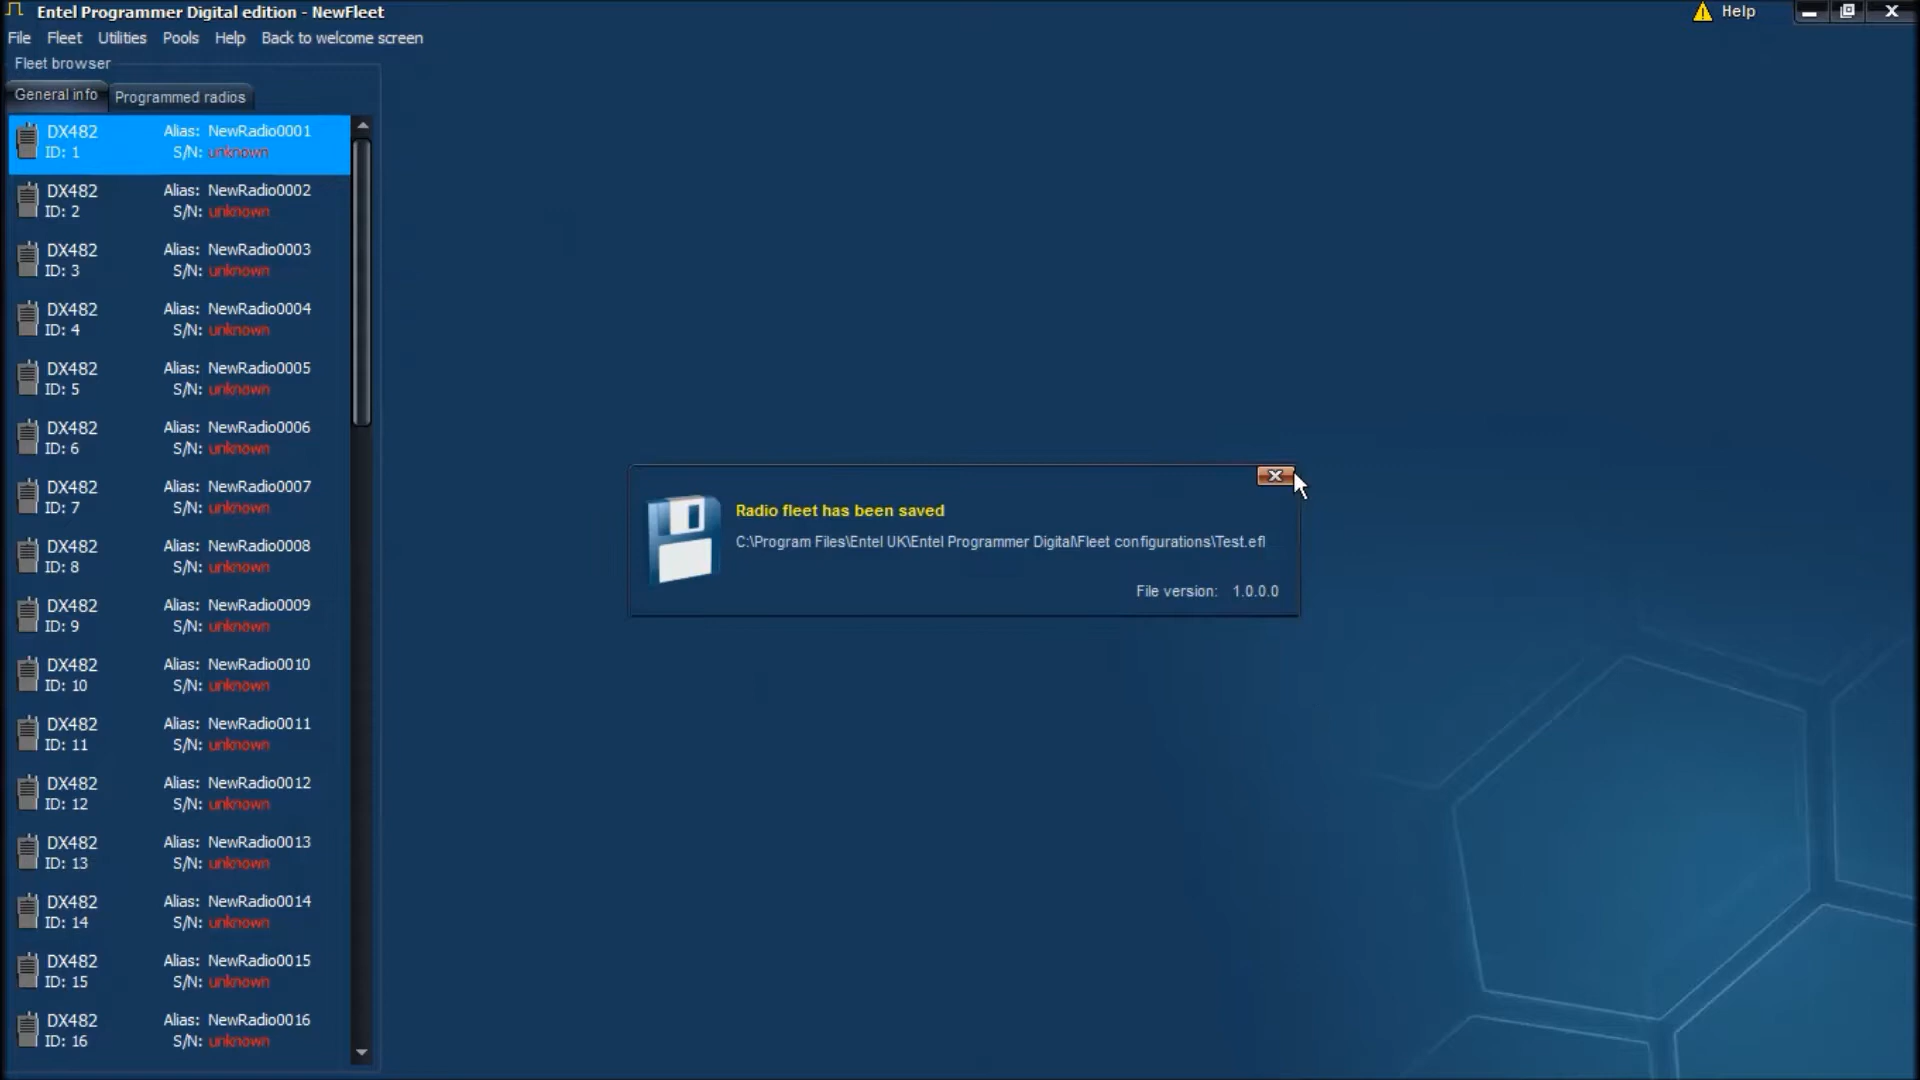 Entel Programmer Digital edition - NewFleet
Help
File Fleet Utilities Pools Help Back to welcome screen
Fleet browser
General info Programmed radios
DX482 Alias: NewRadio0001
ID: 1 S/N: unknown
DX482 Alias: NewRadio0002
ID: 2 S/N: unknown
DX482 Alias: NewRadio0003
ID: 3 S/N: unknown
DX482 Alias: NewRadio0004
ID: 4 S/N: unknown
DX482 Alias: NewRadio0005
ID: 5 S/N: unknown
DX482 Alias: NewRadio0006
ID: 6 S/N: unknown
DX482 Alias: NewRadio0007
ID: 7 S/N: unknown
DX482 Alias: NewRadio0008
ID: 8 S/N: unknown
DX482 Alias: NewRadio0009
ID: 9 S/N: unknown
DX482 Alias: NewRadio0010
ID: 10 S/N: unknown
DX482 Alias: NewRadio0011
ID: 11 S/N: unknown
DX482 Alias: NewRadio0012
ID: 12 S/N: unknown
DX482 Alias: NewRadio0013
ID: 13 S/N: unknown
DX482 Alias: NewRadio0014
ID: 14 S/N: unknown
DX482 Alias: NewRadio0015
ID: 15 S/N: unknown
DX482 Alias: NewRadio0016
ID: 16 S/N: unknown
Radio fleet has been saved
C:\Program Files\Entel UK\Entel Programmer Digital\Fleet configurations\Test.efl
File version: 1.0.0.0